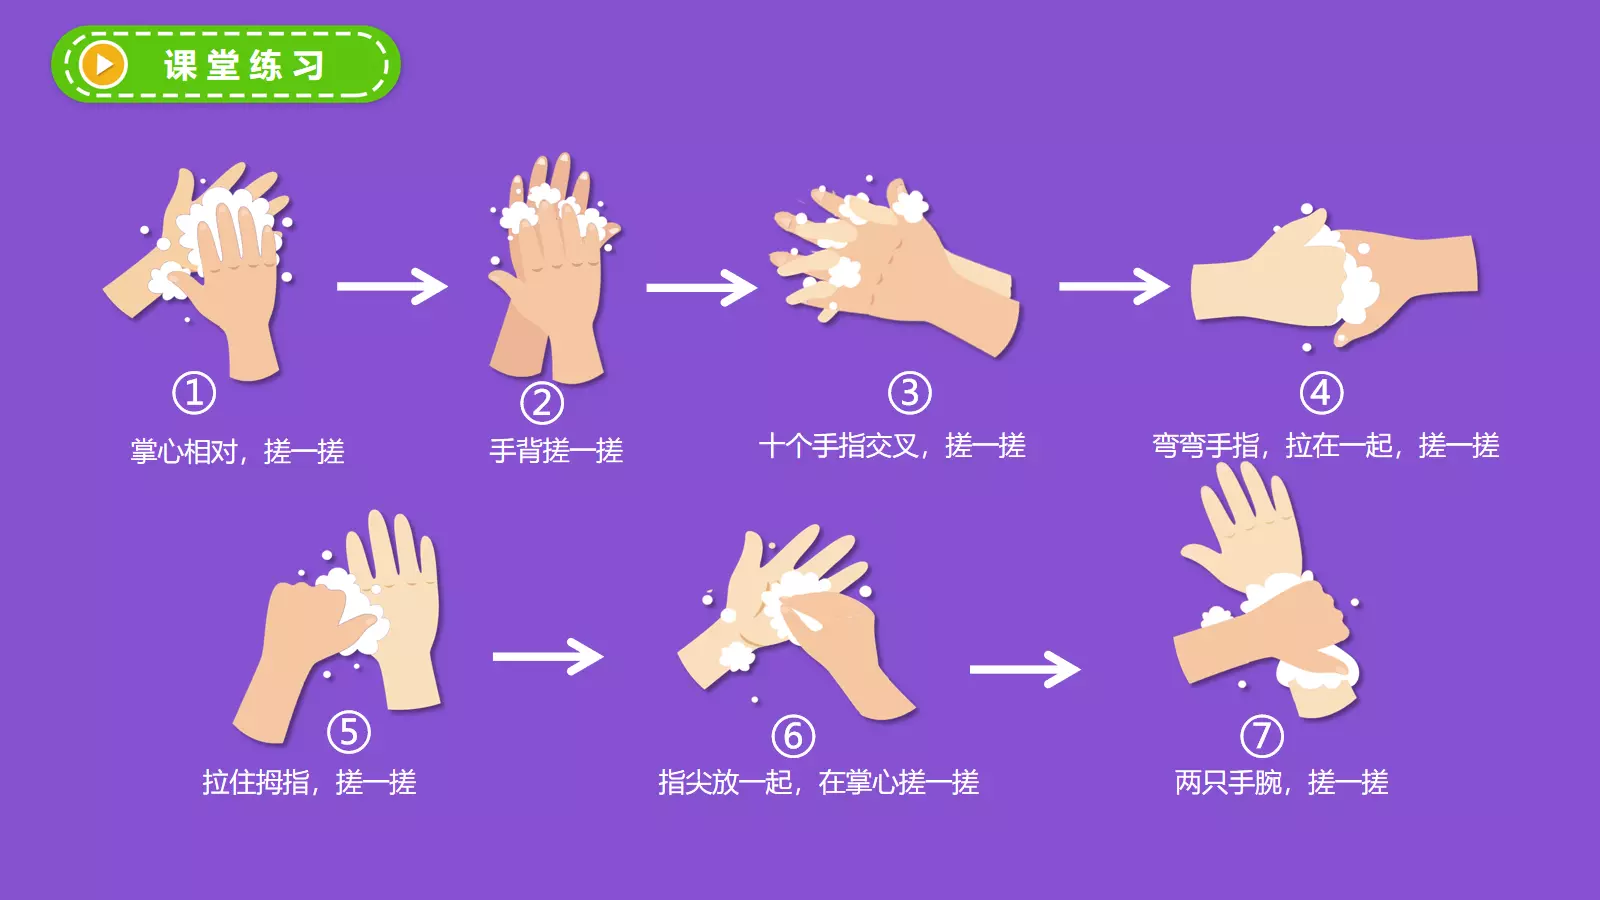 课堂练习
①
掌心相对，搓一搓
②
手背搓一搓
③
十个手指交叉，搓一搓
④
弯弯手指，拉在一起，搓一搓
⑤
拉住拇指，搓一搓
⑥
指尖放一起，在掌心搓一搓
⑦
两只手腕，搓一搓